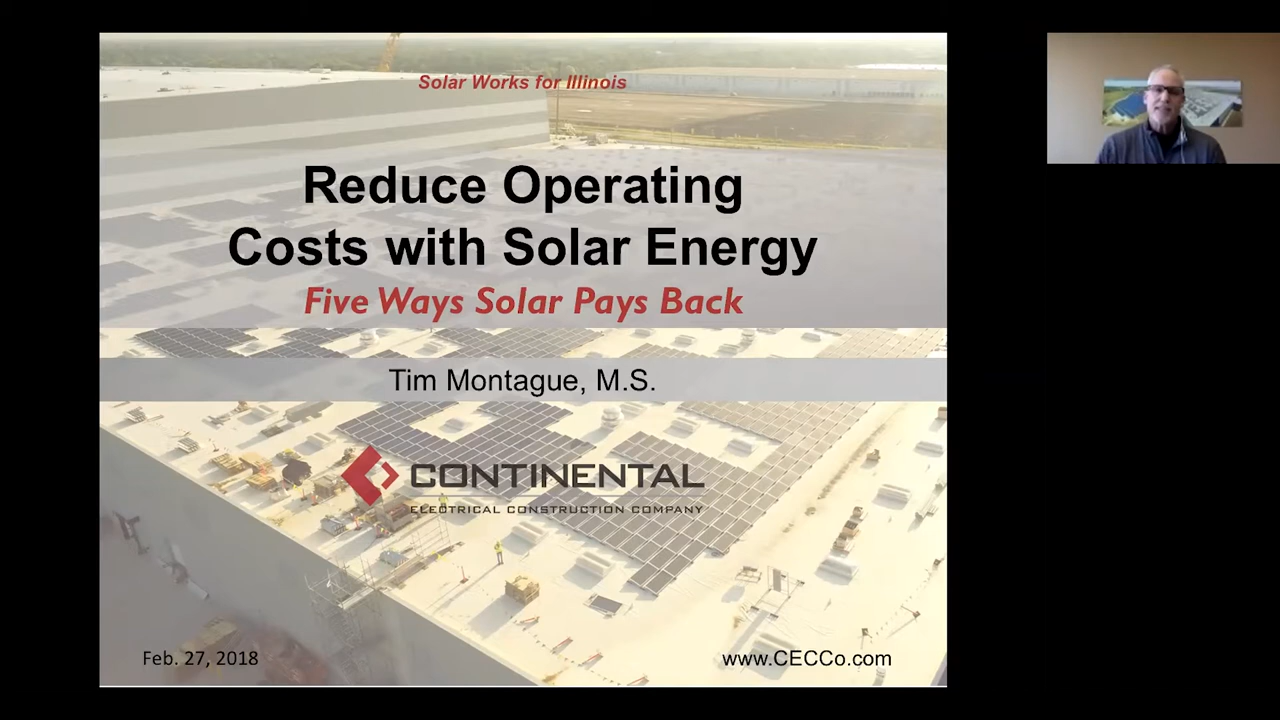 Solar Works for Illinois
Reduce Operating
Costs with Solar Energy
Five Ways Solar Pays Back
Tim Montague, M.S.
CONTINENTAL
ELECTRICAL CONSTRUCTION COMPANY
Feb. 27, 2018
www.CECCo.com